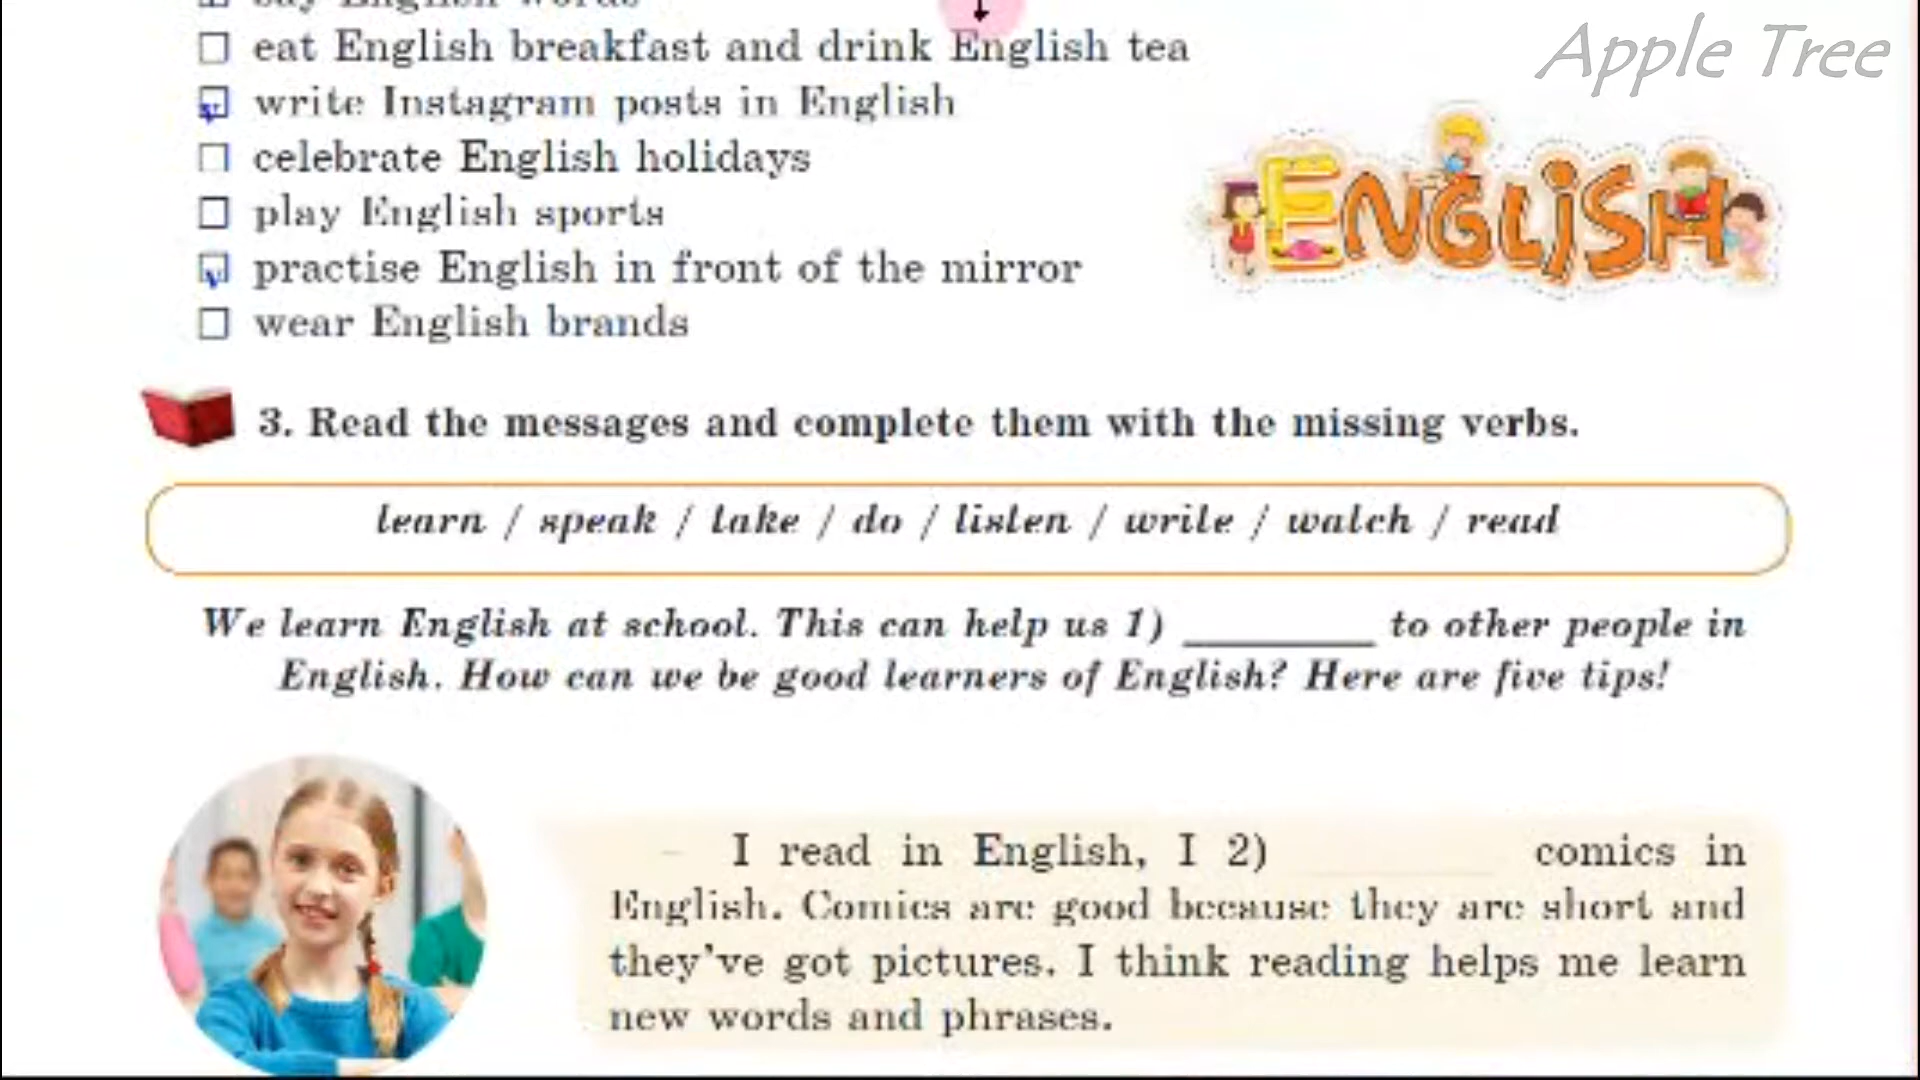 say English words
eat English breakfast and drink English tea
write Instagram posts in English
celebrate English holidays
play English sports
practise English in front of the mirror
wear English brands
Apple Tree
ENGLISH
3. Read the messages and complete them with the missing verbs.
learn / speak / take / do / listen / write / watch / read
We learn English at school. This can help us 1) ________ to other people in
English. How can we be good learners of English? Here are five tips!
– I read in English, I 2) ________ comics in
English. Comics are good because they are short and
they've got pictures. I think reading helps me learn
new words and phrases.